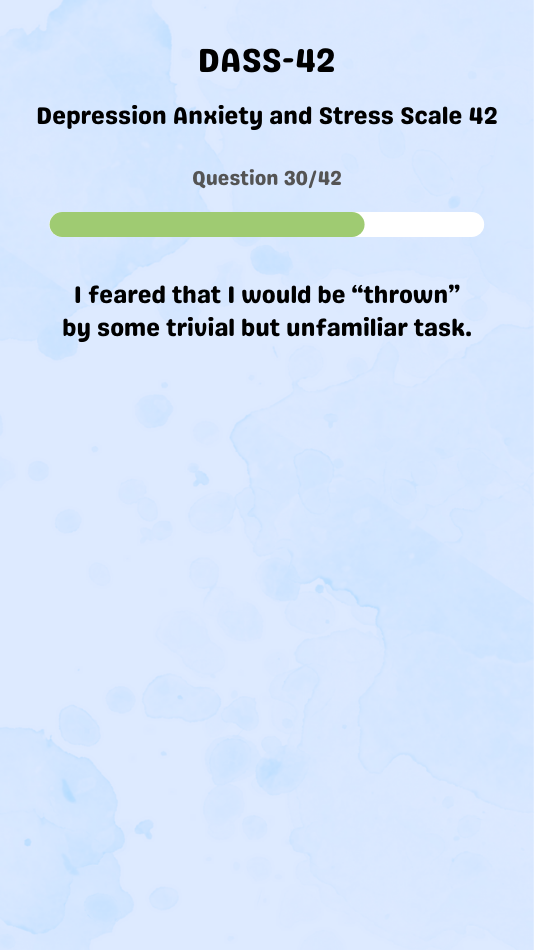 DASS-42
Depression Anxiety and Stress Scale 42
Question 30/42
I feared that I would be “thrown”
by some trivial but unfamiliar task.